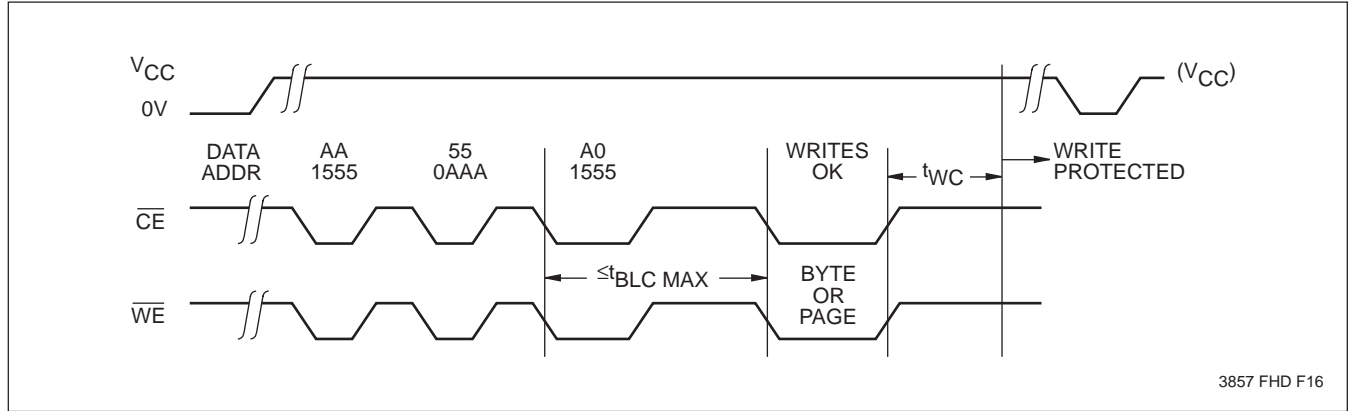 VCC
(VCC)
0V
DATA AA 55 A0 WRITES
ADDR 1555 0AAA 1555 OK
tWC
WRITE
PROTECTED
CE
≤tBLC MAX
BYTE
OR
PAGE
WE
3857 FHD F16